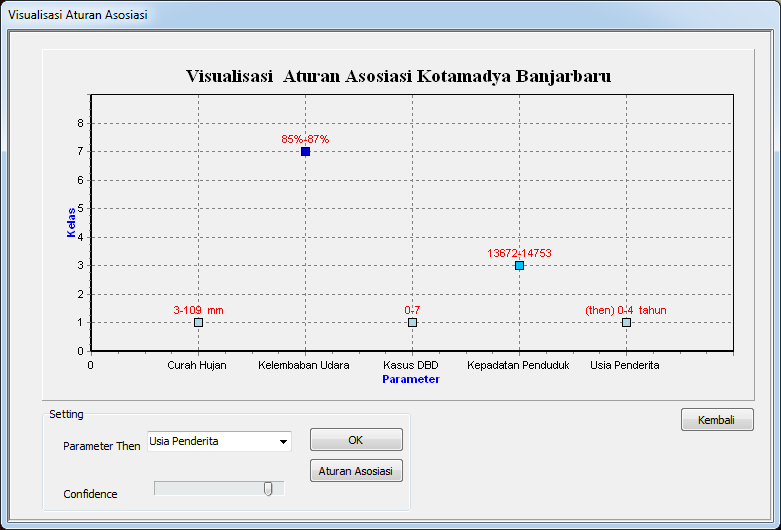 Visualisasi Aturan Asosiasi
Visualisasi Aturan Asosiasi Kotamadya Banjarbaru
8
85%-87%
7
6
5
Kelas
4
13672-14753
3
2
3-109 mm
0-7
(then) 0-4 tahun
1
0
0
Curah Hujan
Kelembaban Udara
Kasus DBD
Kepadatan Penduduk
Usia Penderita
Parameter
Setting
Parameter Then
Usia Penderita
OK
Kembali
Aturan Asosiasi
Confidence